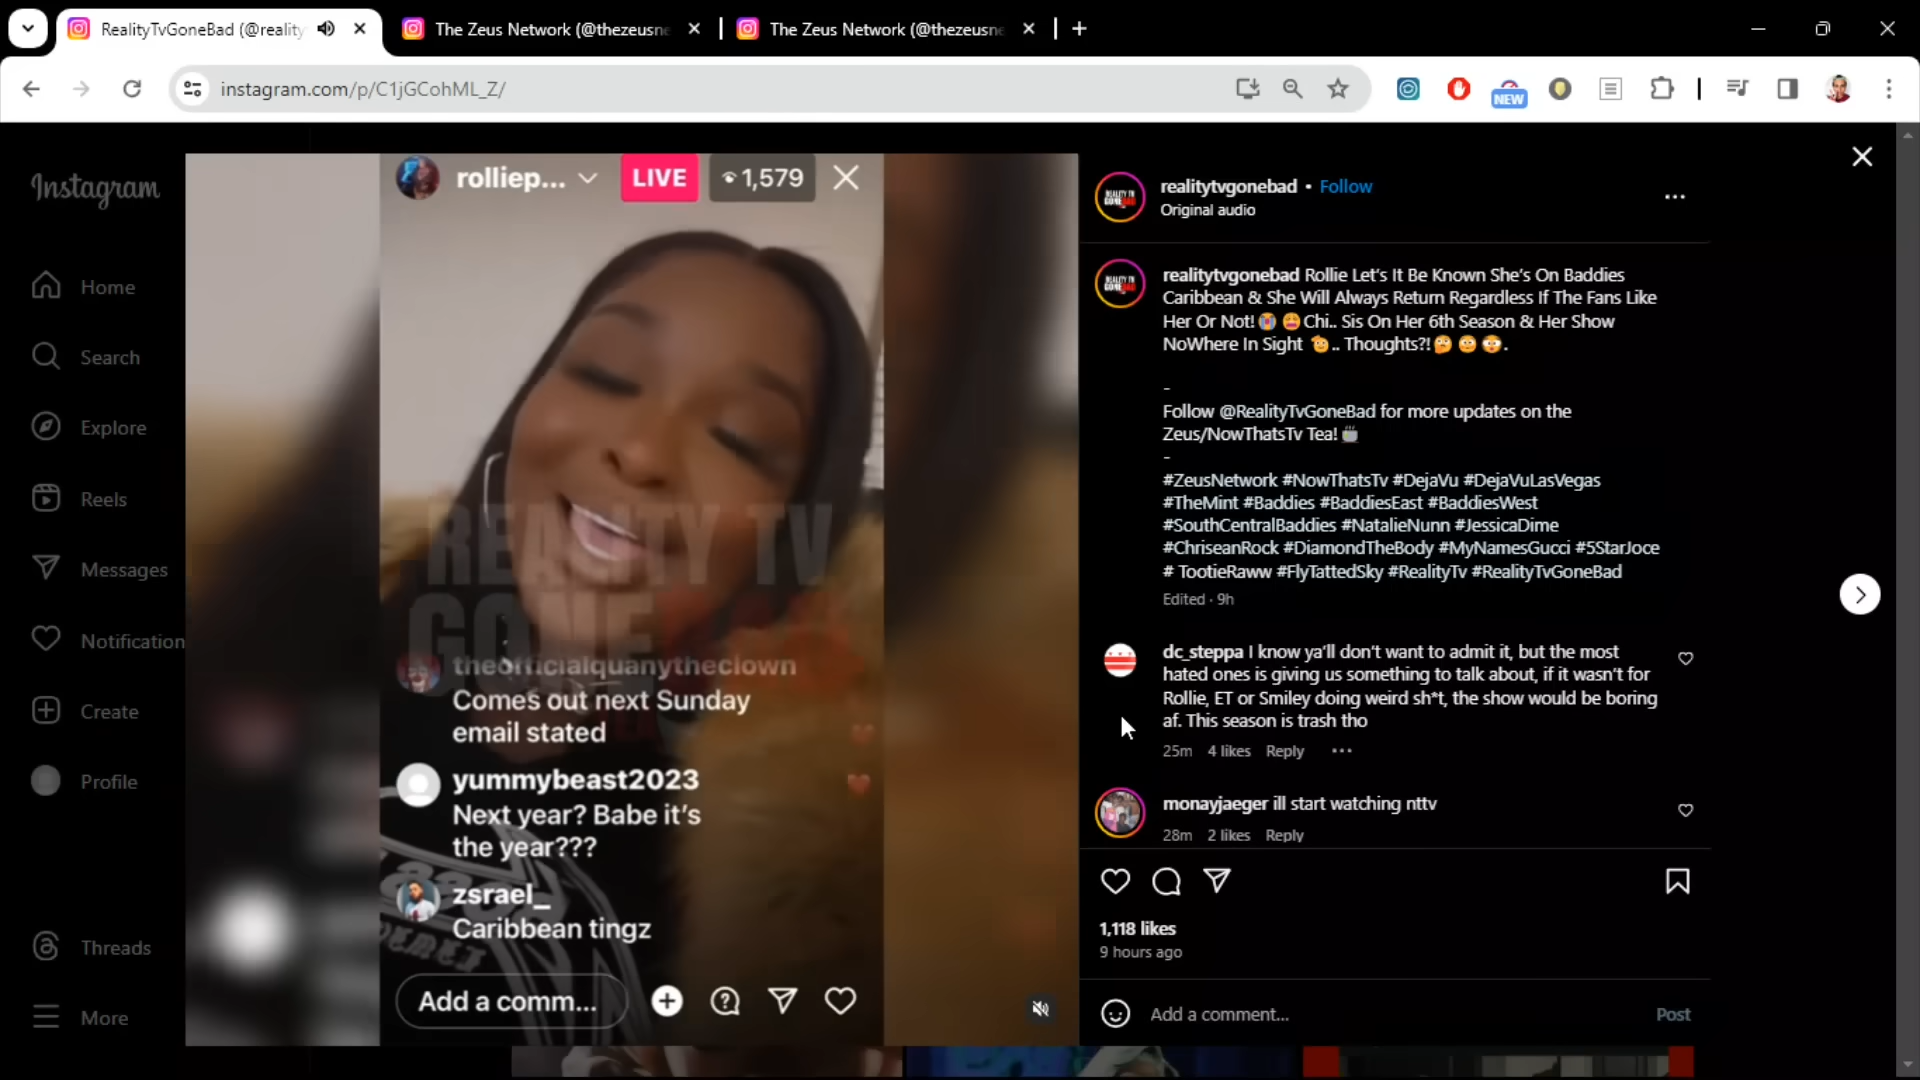 RealityTvGoneBad (@reality
The Zeus Network (@thezeusne
The Zeus Network (@thezeusne
instagram.com/p/C1jGCohML_Z/
NEW
Instagram
Home
Search
Explore
Reels
Messages
Notification
Create
Profile
Threads
More
rolliep...
LIVE
1,579
REALITY TV
GONE BAD
theofficialquanytheclown
Comes out next Sunday
email stated
yummybeast2023
Next year? Babe it's
the year???
zsrael_
Caribbean tingz
Add a comm...
realitytvgonebad • Follow
Original audio
realitytvgonebad Rollie Let's It Be Known She's On Baddies
Caribbean & She Will Always Return Regardless If The Fans Like
Her Or Not!😭😩Chi.. Sis On Her 6th Season & Her Show
NoWhere In Sight 🫡.. Thoughts?!🤔😳🤯.
-
Follow @RealityTvGoneBad for more updates on the
Zeus/NowThatsTv Tea!🍵
-
#ZeusNetwork #NowThatsTv #DejaVu #DejaVuLasVegas
#TheMint #Baddies #BaddiesEast #BaddiesWest
#SouthCentralBaddies #NatalieNunn #JessicaDime
#ChriseanRock #DiamondTheBody #MyNamesGucci #5StarJoce
# TootieRaww #FlyTattedSky #RealityTv #RealityTvGoneBad
Edited · 9h
dc_steppa I know ya'll don't want to admit it, but the most
hated ones is giving us something to talk about, if it wasn't for
Rollie, ET or Smiley doing weird sh*t, the show would be boring
af. This season is trash tho
25m 4 likes Reply
monayjaeger ill start watching nttv
28m 2 likes Reply
1,118 likes
9 hours ago
Add a comment...
Post